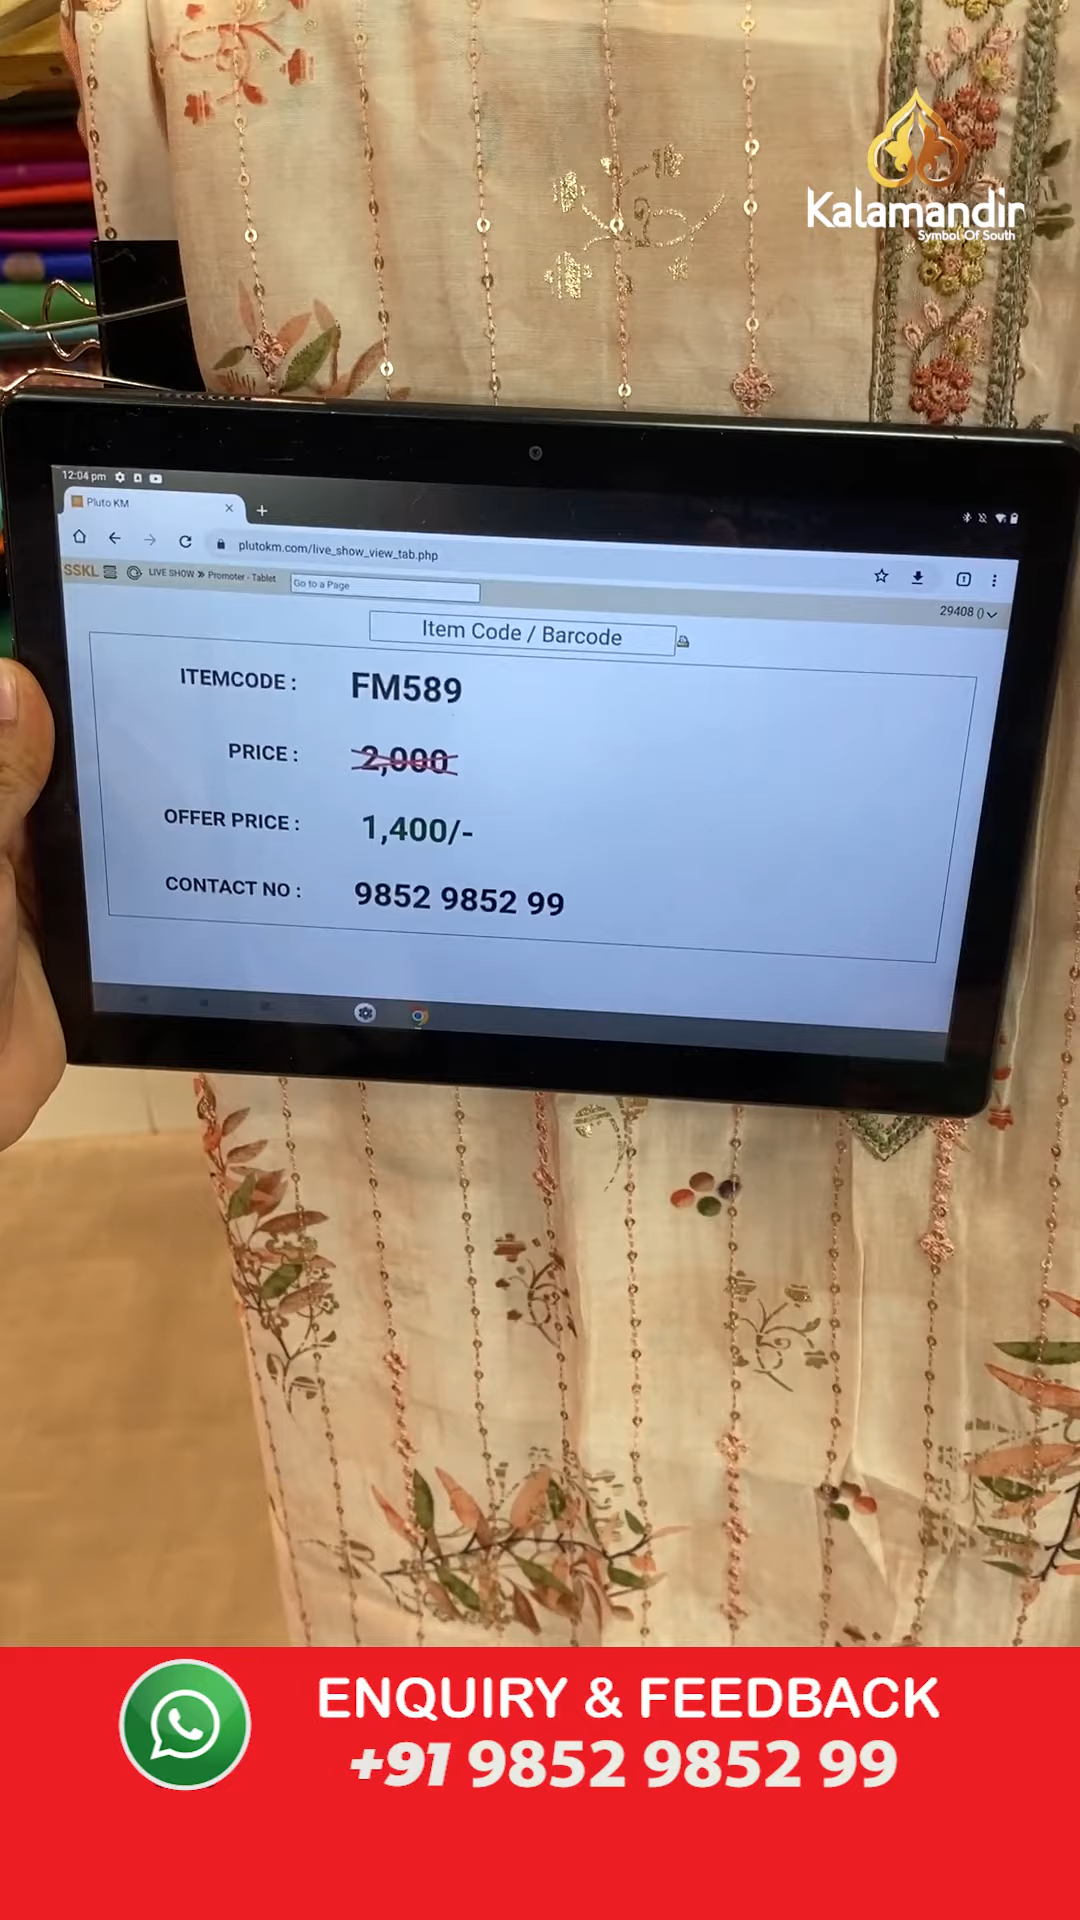 Kalamandir
Symbol Of South
12:04 pm
Pluto KM
plutokm.com/live_show_view_tab.php
SSKL LIVE SHOW » Promoter - Tablet Go to a Page
29408 ()
Item Code / Barcode
ITEMCODE : FM589
PRICE : 2,000
OFFER PRICE : 1,400/-
CONTACT NO : 9852 9852 99
ENQUIRY & FEEDBACK
+91 9852 9852 99